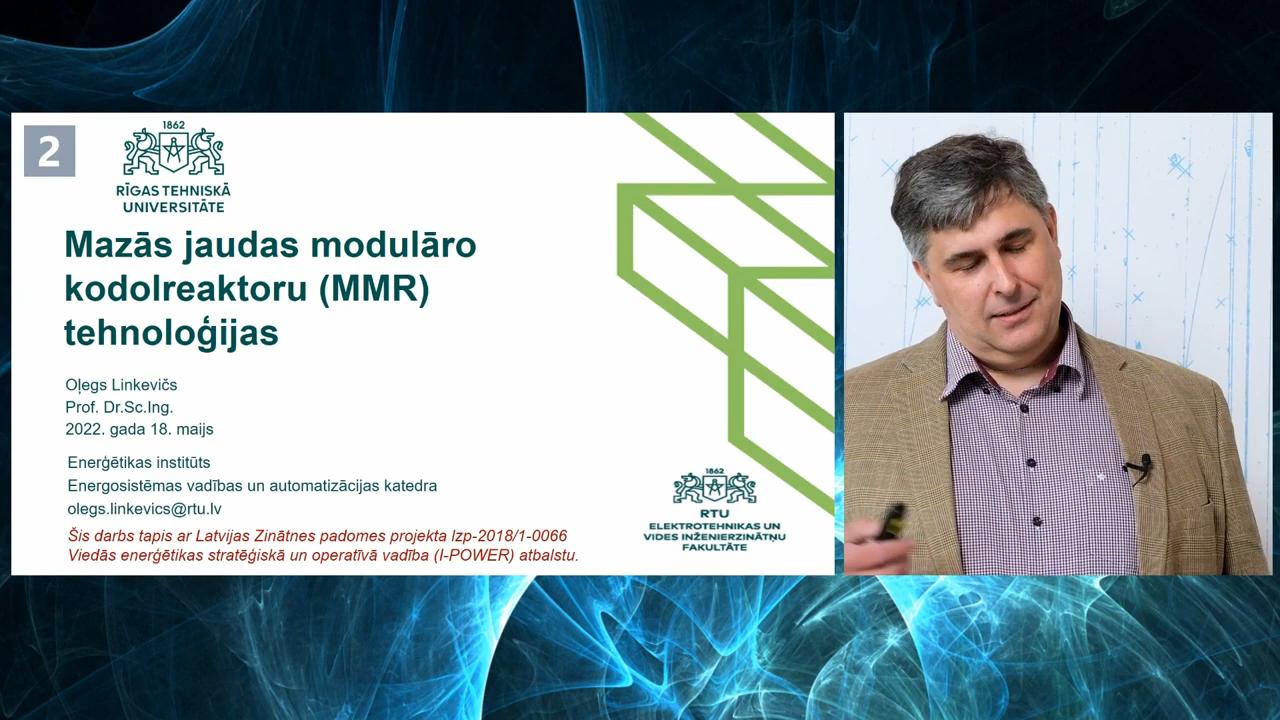 2
1862
RĪGAS TEHNISKĀ
UNIVERSITĀTE
Mazās jaudas modulāro
kodolreaktoru (MMR)
tehnoloģijas
Oļegs Linkevičs
Prof. Dr.Sc.Ing.
2022. gada 18. maijs
Enerģētikas institūts
Energosistēmas vadības un automatizācijas katedra
olegs.linkevics@rtu.lv
Šis darbs tapis ar Latvijas Zinātnes padomes projekta lzp-2018/1-0066
Viedās enerģētikas stratēģiskā un operatīvā vadība (I-POWER) atbalstu.
1862
RTU
ELEKTROTEHNIKAS UN
VIDES INŽENIERZINĀTŅU
FAKULTĀTE